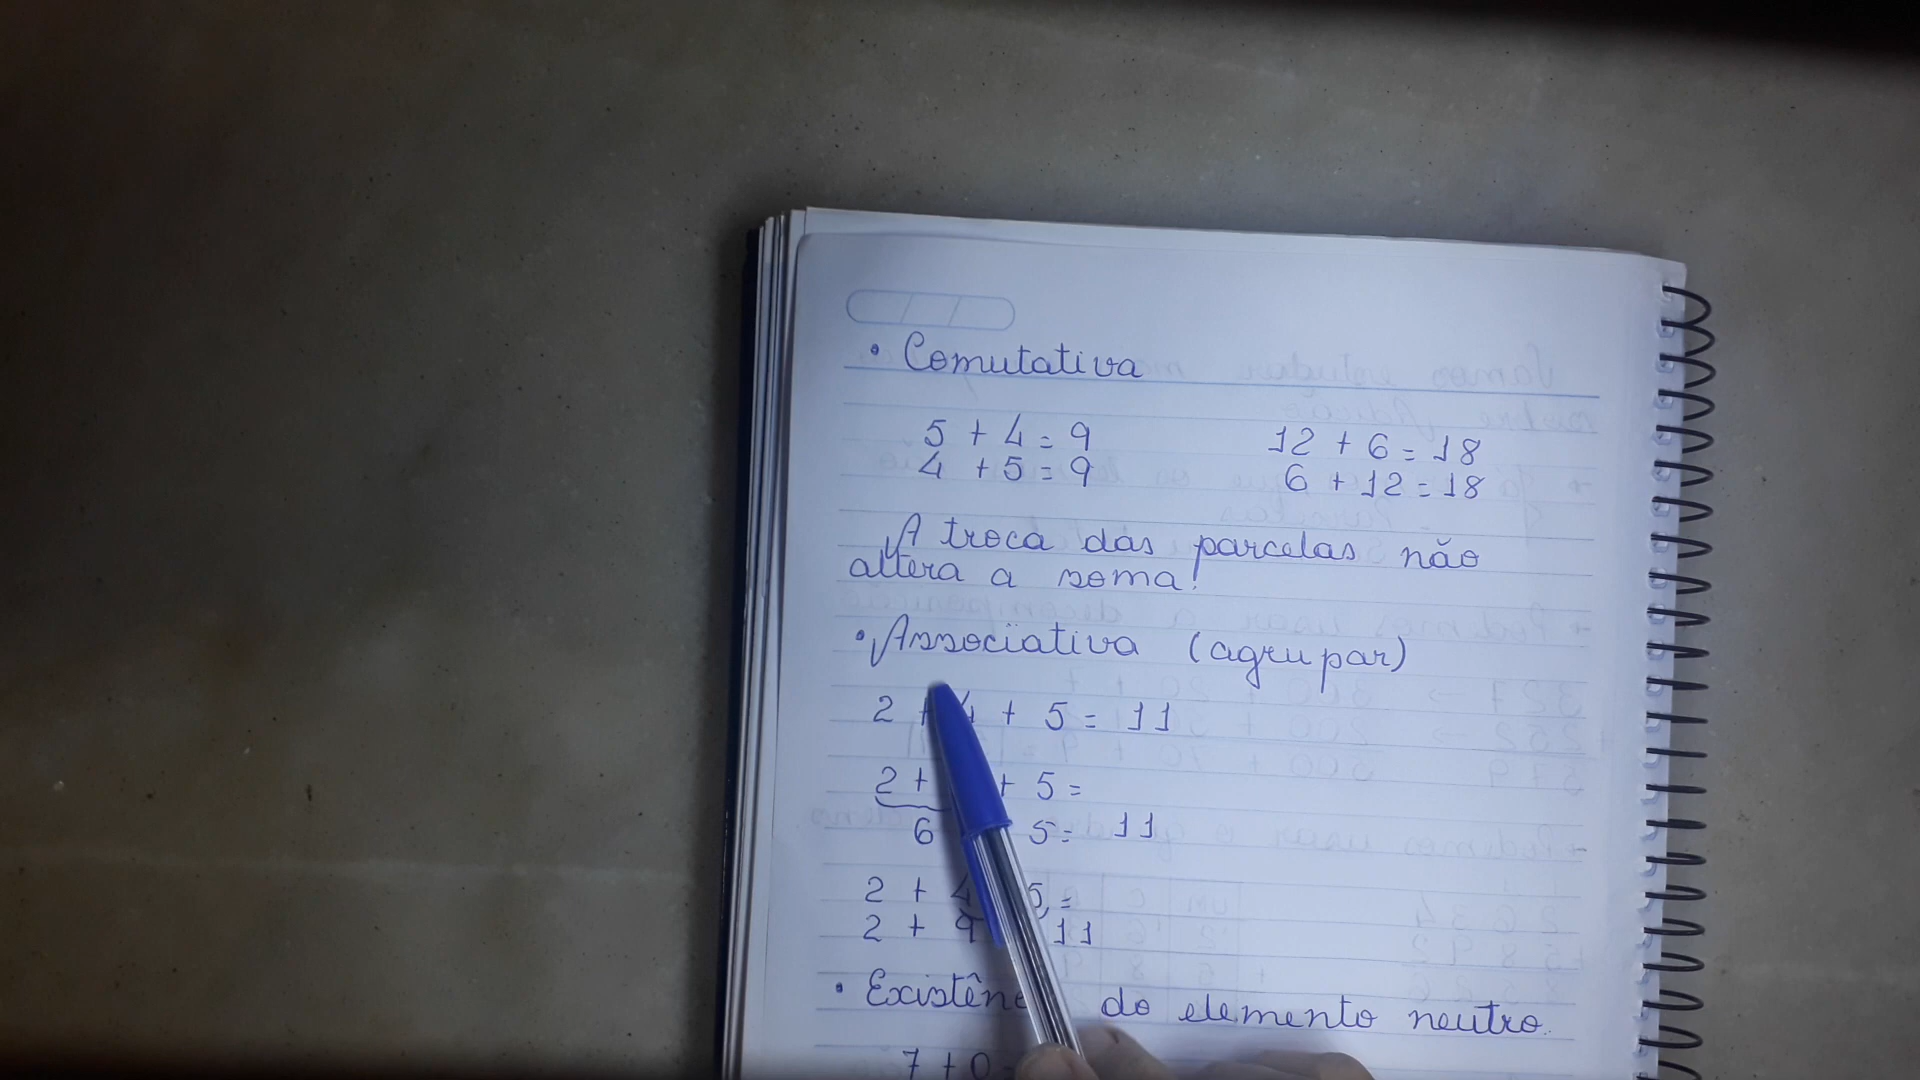 • Comutativa
5 + 4 = 9 12 + 6 = 18
4 + 5 = 9 6 + 12 = 18
A troca das parcelas não
altera a soma!
• Associativa (agrupar)
2 + 4 + 5 = 11
2 + + 5 =
6 5 = 11
2 + 4 5 =
2 + 9 11
• do elemento neutro.
7 + 0